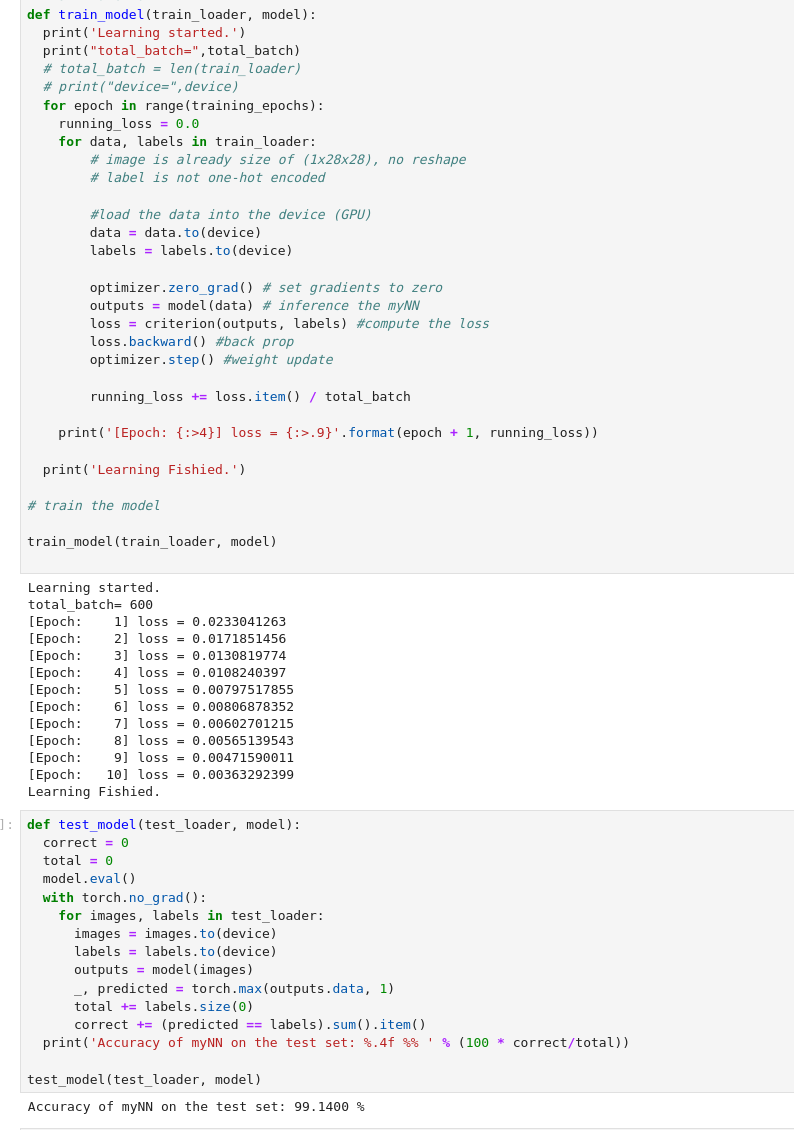 def train_model(train_loader, model):
  print('Learning started.')
  print("total_batch=",total_batch)
  # total_batch = len(train_loader)
  # print("device=",device)
  for epoch in range(training_epochs):
    running_loss = 0.0
    for data, labels in train_loader:
        # image is already size of (1x28x28), no reshape
        # label is not one-hot encoded

        #load the data into the device (GPU)
        data = data.to(device)
        labels = labels.to(device)

        optimizer.zero_grad() # set gradients to zero
        outputs = model(data) # inference the myNN
        loss = criterion(outputs, labels) #compute the loss
        loss.backward() #back prop
        optimizer.step() #weight update

        running_loss += loss.item() / total_batch

    print('[Epoch: {:>4}] loss = {:>.9}'.format(epoch + 1, running_loss))

  print('Learning Fishied.')

# train the model

train_model(train_loader, model)

Learning started.
total_batch= 600
[Epoch:    1] loss = 0.0233041263
[Epoch:    2] loss = 0.0171851456
[Epoch:    3] loss = 0.0130819774
[Epoch:    4] loss = 0.0108240397
[Epoch:    5] loss = 0.00797517855
[Epoch:    6] loss = 0.00806878352
[Epoch:    7] loss = 0.00602701215
[Epoch:    8] loss = 0.00565139543
[Epoch:    9] loss = 0.00471590011
[Epoch:   10] loss = 0.00363292399
Learning Fishied.

]:
def test_model(test_loader, model):
  correct = 0
  total = 0
  model.eval()
  with torch.no_grad():
    for images, labels in test_loader:
      images = images.to(device)
      labels = labels.to(device)
      outputs = model(images)
      _, predicted = torch.max(outputs.data, 1)
      total += labels.size(0)
      correct += (predicted == labels).sum().item()
  print('Accuracy of myNN on the test set: %.4f %% ' % (100 * correct/total))

test_model(test_loader, model)

Accuracy of myNN on the test set: 99.1400 %